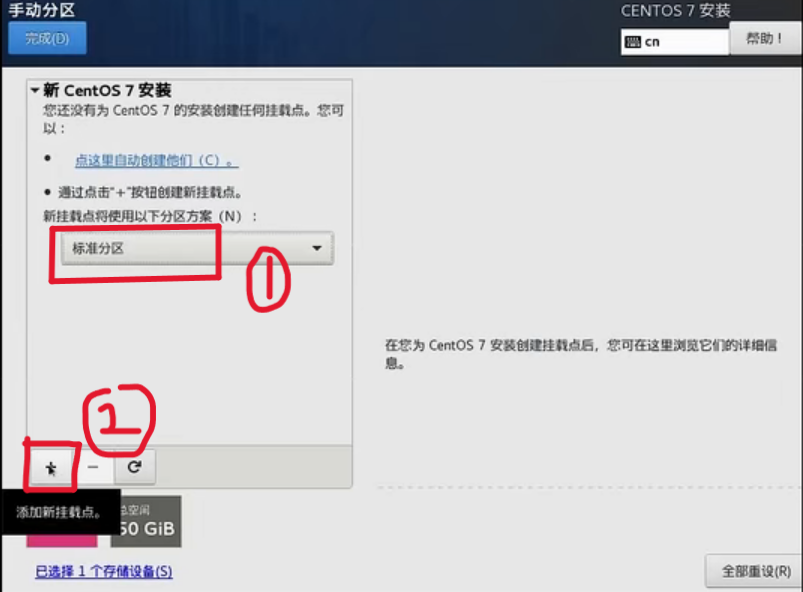 手动分区
CENTOS 7 安装
完成(D)
cn
帮助！
新 CentOS 7 安装
您还没有为 CentOS 7 的安装创建任何挂载点。您可
以：
点这里自动创建他们（C）。
通过点击"+"按钮创建新挂载点。
新挂载点将使用以下分区方案（N）：
标准分区
1
在您为 CentOS 7 安装创建挂载点后，您可在这里浏览它们的详细信
息。
2
+ −
添加新挂载点。
总空间
50 GiB
已选择 1 个存储设备(S)
全部重设(R)